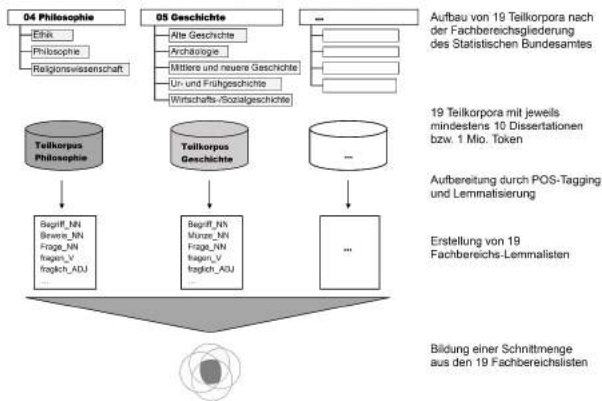 04 Philosophie
Ethik
Philosophie
Religionswissenschaft
05 Geschichte
Alte Geschichte
Archäologie
Mittlere und neuere Geschichte
Ur- und Frühgeschichte
Wirtschafts-/Sozialgeschichte
...
Aufbau von 19 Teilkorpora nach
der Fachbereichsgliederung
des Statistischen Bundesamtes
Teilkorpus
Philosophie
Teilkorpus
Geschichte
...
19 Teilkorpora mit jeweils
mindestens 10 Dissertationen
bzw. 1 Mio. Token
Aufbereitung durch POS-Tagging
und Lemmatisierung
Begriff_NN
Beweis_NN
Frage_NN
fragen_V
fraglich_ADJ
...
Begriff_NN
Münze_NN
Frage_NN
fragen_V
fraglich_ADJ
...
...
Erstellung von 19
Fachbereichs-Lemmalisten
Bildung einer Schnittmenge
aus den 19 Fachbereichslisten